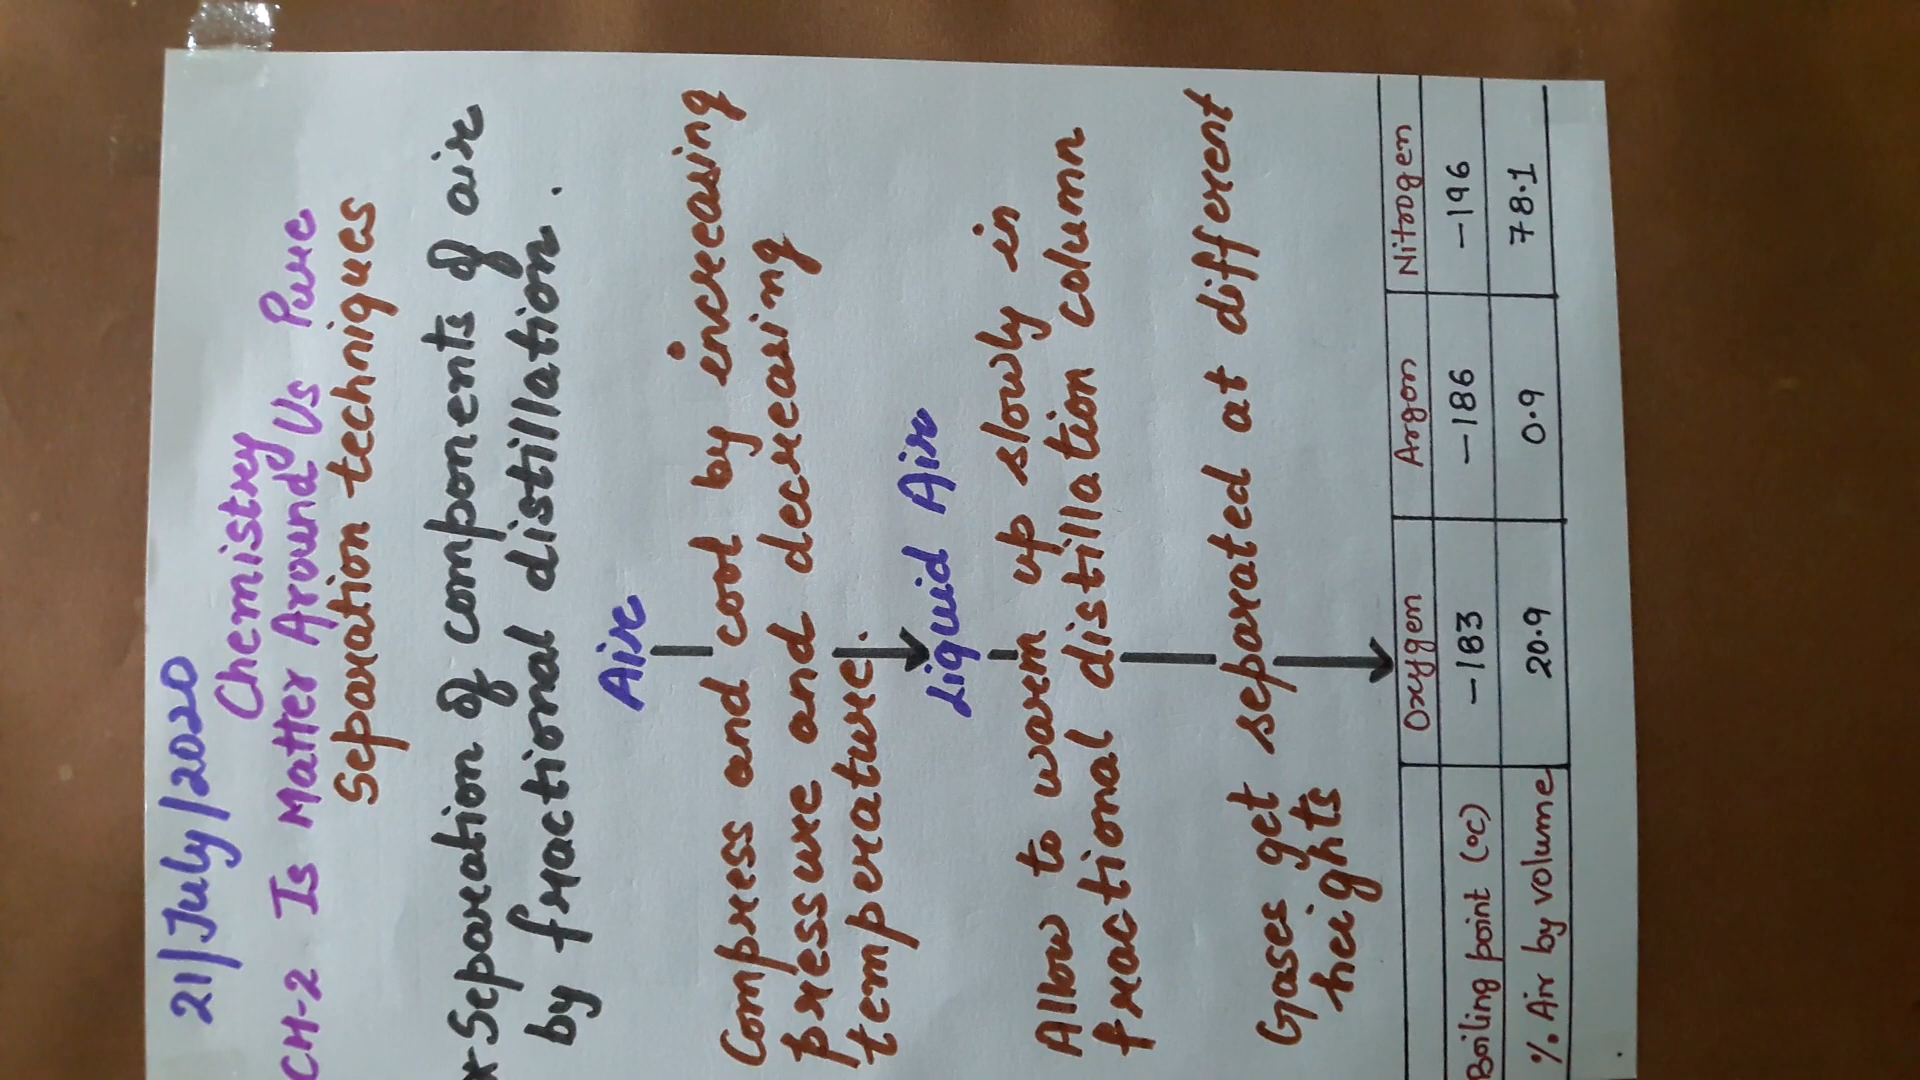 21/July/2020
Chemistry
CH-2 Is Matter Around Us Pure
Separation techniques
*Separation of components of air
by fractional distillation.
Air
Compress and cool by increasing
pressure and decreasing
temperature.
Liquid Air
Allow to warm up slowly in
fractional distillation column
Gases get separated at different
heights
Oxygen Argon Nitrogen
Boiling point (°C) -183 -186 -196
% Air by volume 20.9 0.9 78.1